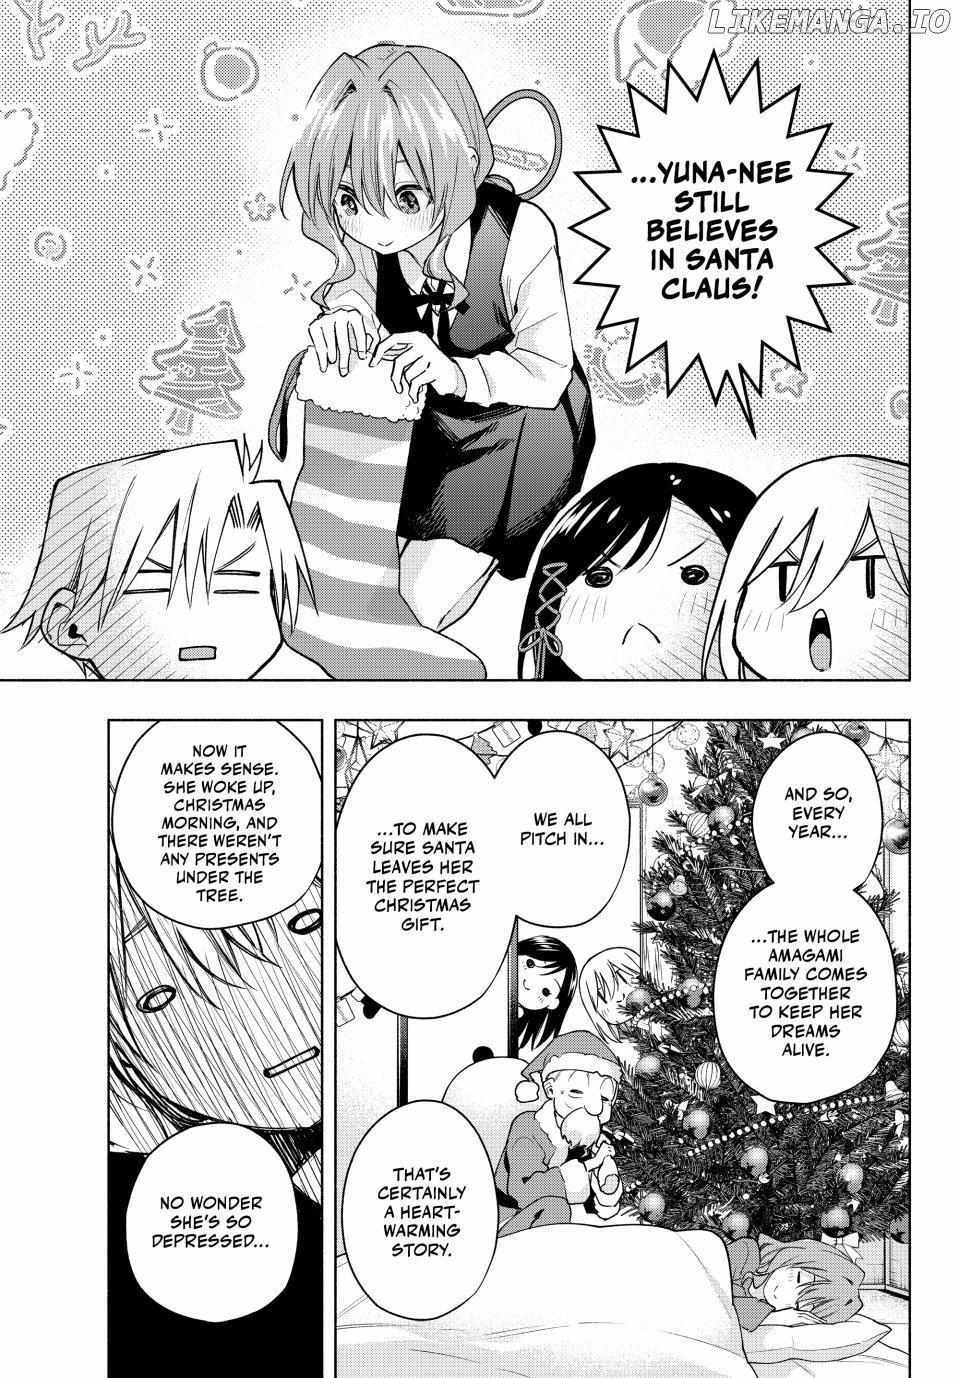 LIKEMANGA.IO
...YUNA-NEE
STILL
BELIEVES
IN SANTA
CLAUS!
AND SO,
EVERY
YEAR...
...THE WHOLE
AMAGAMI
FAMILY COMES
TOGETHER
TO KEEP HER
DREAMS
ALIVE.
WE ALL
PITCH IN...
...TO MAKE
SURE SANTA
LEAVES HER
THE PERFECT
CHRISTMAS
GIFT.
THAT'S
CERTAINLY
A HEART-
WARMING
STORY.
NOW IT
MAKES SENSE.
SHE WOKE UP,
CHRISTMAS
MORNING, AND
THERE WEREN'T
ANY PRESENTS
UNDER THE
TREE.
NO WONDER
SHE'S SO
DEPRESSED...